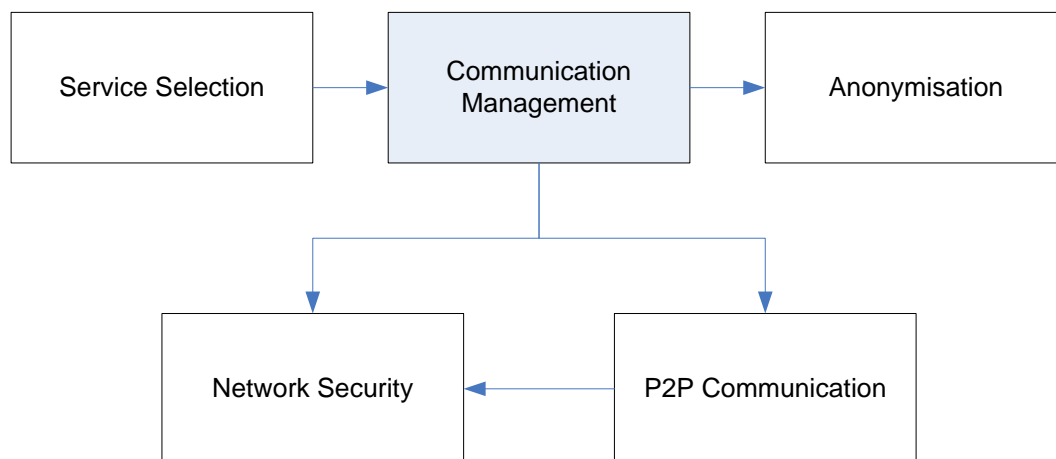 Service Selection
Communication
Management
Anonymisation
Network Security
P2P Communication